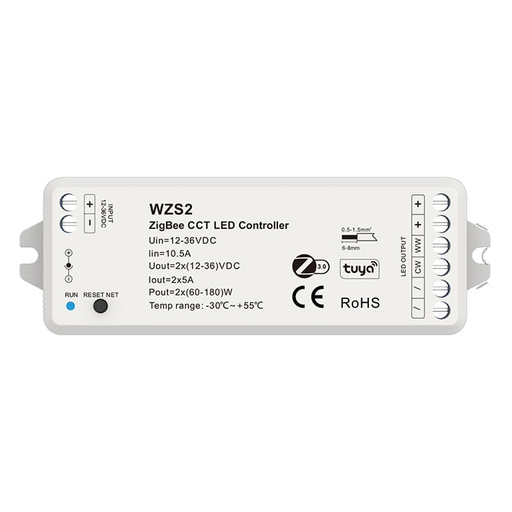 WZS2
ZigBee CCT LED Controller
Uin=12-36VDC
Iin=10.5A
Uout=2x(12-36)VDC
Iout=2x5A
Pout=2x(60-180)W
Temp range: -30℃~+55℃
+
-
INPUT
12-36VDC
+
-
RUN
RESET NET
0.5-1.5mm²
6-8mm
3.0
tuya
CE
RoHS
LED OUTPUT
+
+
WW
CW
/
/